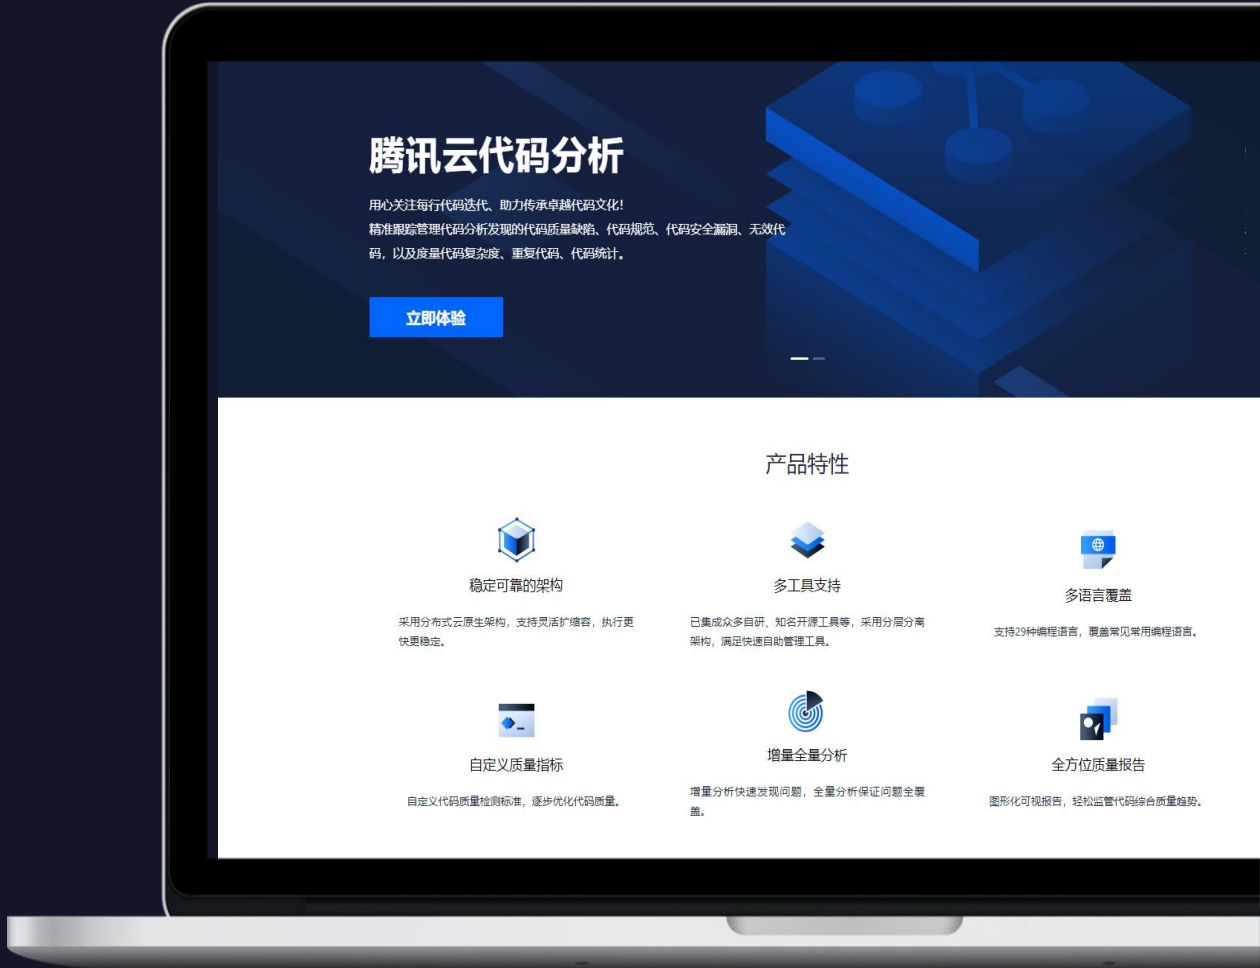 腾讯云代码分析
用心关注每行代码迭代、助力传承卓越代码文化!
精准跟踪管理代码分析发现的代码质量缺陷、代码规范、代码安全漏洞、无效代
码，以及度量代码复杂度、重复代码、代码统计。
立即体验
产品特性
稳定可靠的架构
采用分布式云原生架构，支持灵活扩缩容，执行更
快更稳定。
多工具支持
已集成众多自研、知名开源工具等，采用分层分离
架构，满足快速自助管理工具。
多语言覆盖
支持29种编程语言，覆盖常见常用编程语言。
自定义质量指标
自定义代码质量检测标准，逐步优化代码质量。
增量全量分析
增量分析快速发现问题，全量分析保证问题全覆
盖。
全方位质量报告
图形化可视报告，轻松监管代码综合质量趋势。